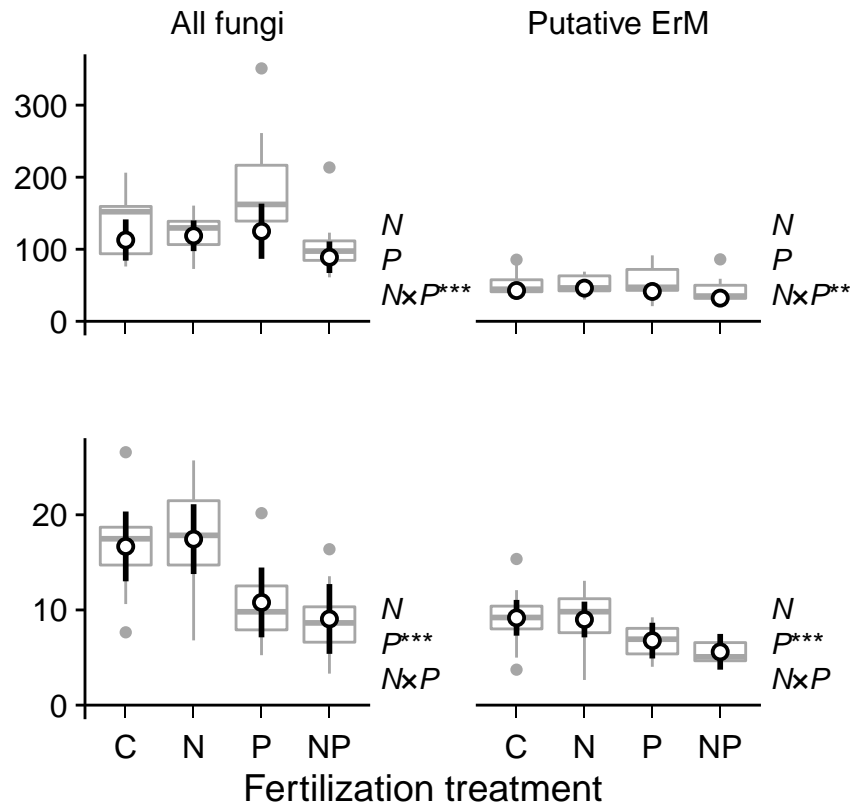 All fungi
Putative ErM
300
200
100
0
N
P
N×P***
N
P
N×P**
20
10
0
N
P***
N×P
N
P***
N×P
C N P NP
C N P NP
Fertilization treatment